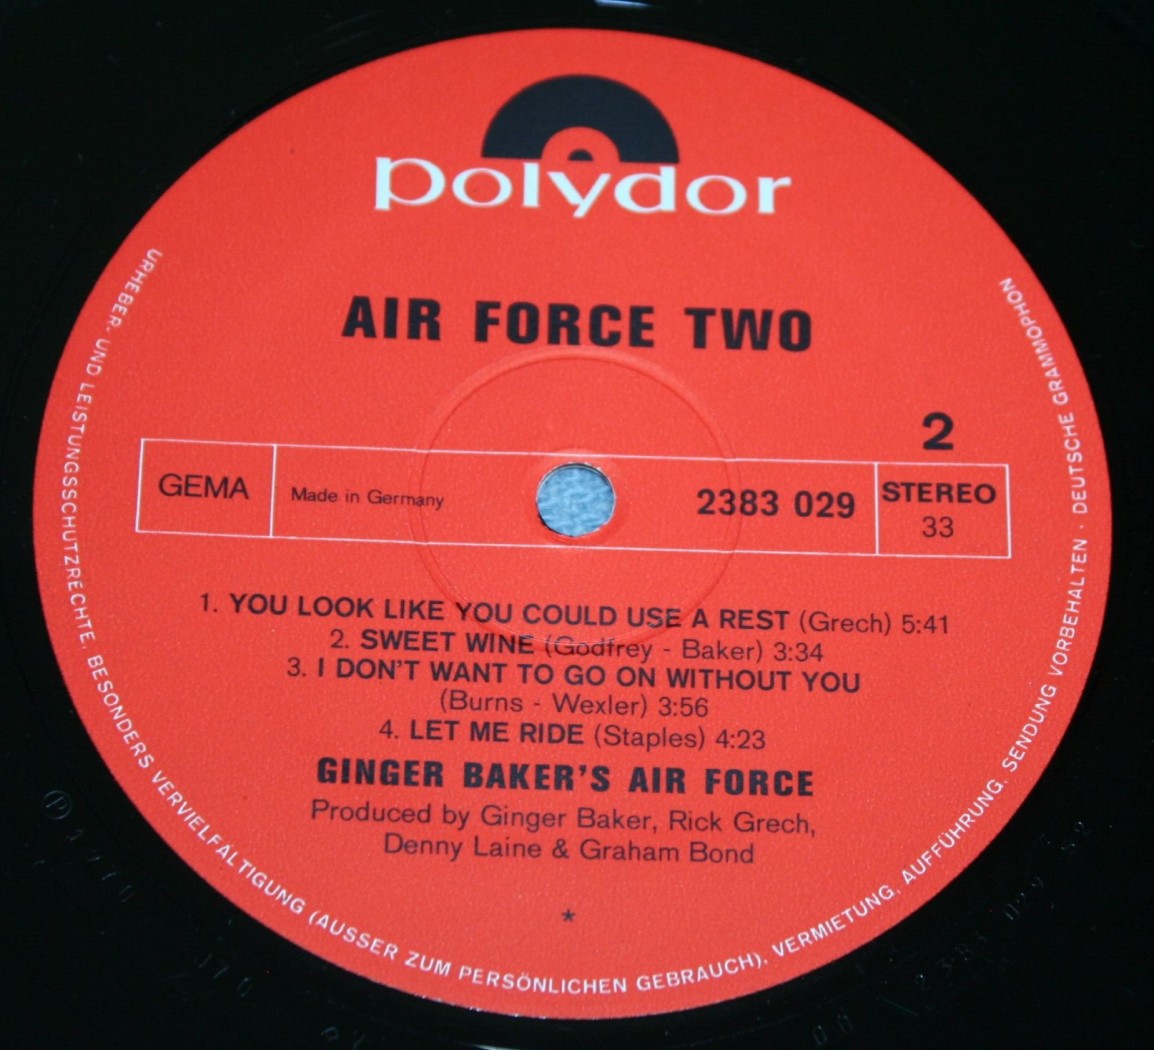 polydor
AIR FORCE TWO
2
GEMA
Made in Germany
2383 029
STEREO
33
1. YOU LOOK LIKE YOU COULD USE A REST (Grech) 5:41
2. SWEET WINE (Godfrey - Baker) 3:34
3. I DON'T WANT TO GO ON WITHOUT YOU
(Burns - Wexler) 3:56
4. LET ME RIDE (Staples) 4:23
GINGER BAKER'S AIR FORCE
Produced by Ginger Baker, Rick Grech,
Denny Laine & Graham Bond
*
URHEBER- UND LEISTUNGSSCHUTZRECHTE, BESONDERS VERVIELFÄLTIGUNG (AUSSER ZUM PERSÖNLICHEN GEBRAUCH), VERMIETUNG, AUFFÜHRUNG, SENDUNG VORBEHALTEN · DEUTSCHE GRAMMOPHON
℗ 1970